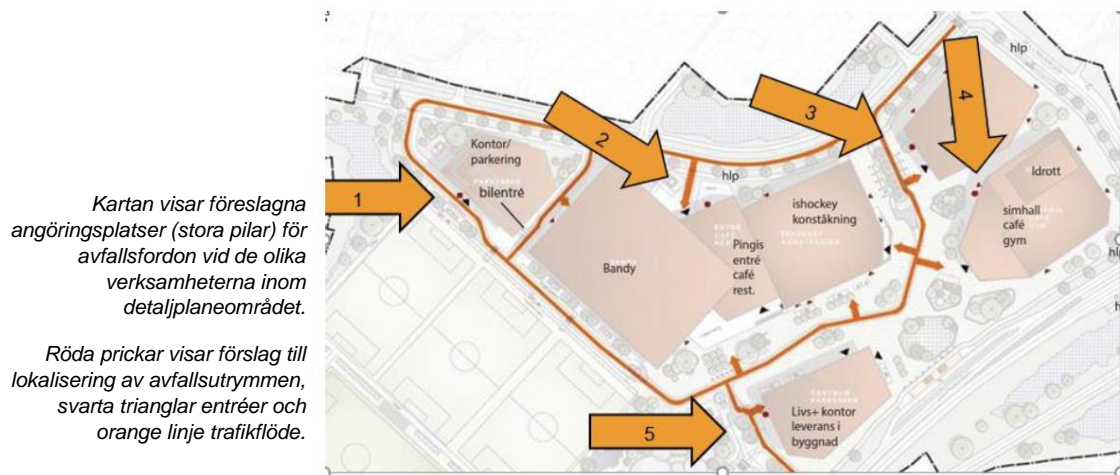 Kartan visar föreslagna
angöringsplatser (stora pilar) för
avfallsfordon vid de olika
verksamheterna inom
detaljplaneområdet.
Röda prickar visar förslag till
lokalisering av avfallsutrymmen,
svarta trianglar entréer och
orange linje trafikflöde.
1
2
3
4
5
hlp
Kontor/
parkering
bilentré
hlp
ishockey
konståkning
Idrott
simhall
café
gym
Pingis
entré
café
rest.
Bandy
Livs+ kontor
leverans i
byggnad